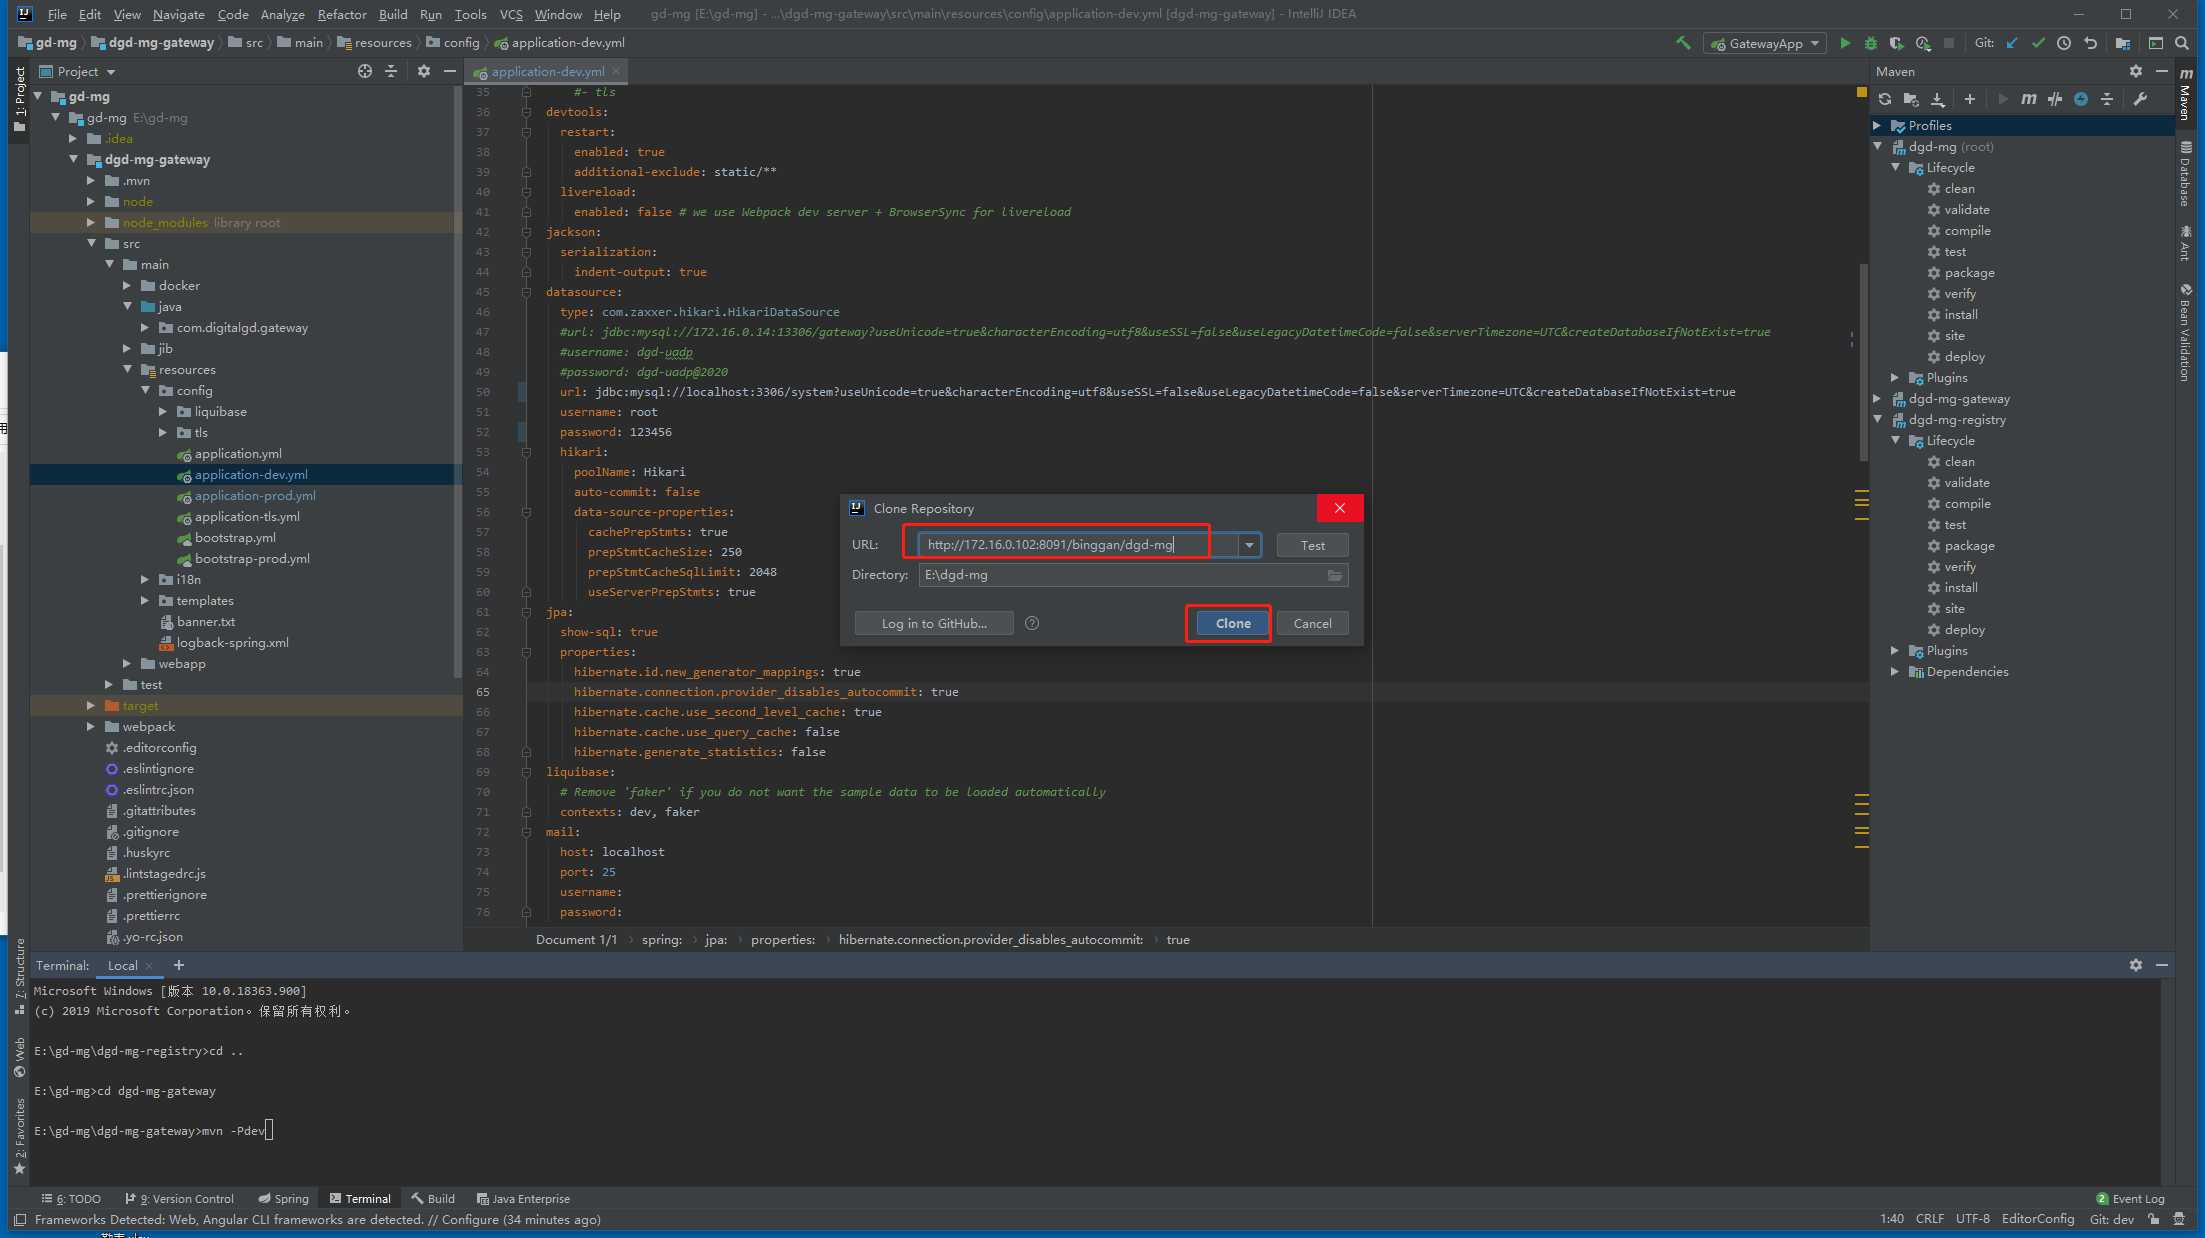 File Edit View Navigate Code Analyze Refactor Build Run Tools VCS Window Help gd-mg [E:\gd-mg] - ...\dgd-mg-gateway\src\main\resources\config\application-dev.yml [dgd-mg-gateway] - IntelliJ IDEA
gd-mg dgd-mg-gateway src main resources config application-dev.yml GatewayApp Git:
1: Project
Project
gd-mg
gd-mg E:\gd-mg
.idea
dgd-mg-gateway
.mvn
node
node_modules library root
src
main
docker
java
com.digitalgd.gateway
jib
resources
config
liquibase
tls
application.yml
application-dev.yml
application-prod.yml
application-tls.yml
bootstrap.yml
bootstrap-prod.yml
i18n
templates
banner.txt
logback-spring.xml
webapp
test
target
webpack
.editorconfig
.eslintignore
.eslintrc.json
.gitattributes
.gitignore
.huskyrc
.lintstagedrc.js
.prettierignore
.prettierrc
.yo-rc.json
application-dev.yml
35 #- tls
36 devtools:
37 restart:
38 enabled: true
39 additional-exclude: static/**
40 livereload:
41 enabled: false # we use Webpack dev server + BrowserSync for livereload
42 jackson:
43 serialization:
44 indent-output: true
45 datasource:
46 type: com.zaxxer.hikari.HikariDataSource
47 #url: jdbc:mysql://172.16.0.14:13306/gateway?useUnicode=true&characterEncoding=utf8&useSSL=false&useLegacyDatetimeCode=false&serverTimezone=UTC&createDatabaseIfNotExist=true
48 #username: dgd-uadp
49 #password: dgd-uadp@2020
50 url: jdbc:mysql://localhost:3306/system?useUnicode=true&characterEncoding=utf8&useSSL=false&useLegacyDatetimeCode=false&serverTimezone=UTC&createDatabaseIfNotExist=true
51 username: root
52 password: 123456
53 hikari:
54 poolName: Hikari
55 auto-commit: false
56 data-source-properties:
57 cachePrepStmts: true
58 prepStmtCacheSize: 250
59 prepStmtCacheSqlLimit: 2048
60 useServerPrepStmts: true
61 jpa:
62 show-sql: true
63 properties:
64 hibernate.id.new_generator_mappings: true
65 hibernate.connection.provider_disables_autocommit: true
66 hibernate.cache.use_second_level_cache: true
67 hibernate.cache.use_query_cache: false
68 hibernate.generate_statistics: false
69 liquibase:
70 # Remove 'faker' if you do not want the sample data to be loaded automatically
71 contexts: dev, faker
72 mail:
73 host: localhost
74 port: 25
75 username:
76 password:
Document 1/1 spring: jpa: properties: hibernate.connection.provider_disables_autocommit: true
Clone Repository
URL: http://172.16.0.102:8091/binggan/dgd-mg Test
Directory: E:\dgd-mg
Log in to GitHub... Clone Cancel
Maven
Profiles
dgd-mg (root)
Lifecycle
clean
validate
compile
test
package
verify
install
site
deploy
Plugins
dgd-mg-gateway
dgd-mg-registry
Lifecycle
clean
validate
compile
test
package
verify
install
site
deploy
Plugins
Dependencies
Maven
Database
Ant
Bean Validation
7: Structure
Web
2: Favorites
Terminal: Local
Microsoft Windows [版本 10.0.18363.900]
(c) 2019 Microsoft Corporation。保留所有权利。
E:\gd-mg\dgd-mg-registry>cd ..
E:\gd-mg>cd dgd-mg-gateway
E:\gd-mg\dgd-mg-gateway>mvn -Pdev
6: TODO 9: Version Control Spring Terminal Build Java Enterprise 2 Event Log
Frameworks Detected: Web, Angular CLI frameworks are detected. // Configure (34 minutes ago) 1:40 CRLF UTF-8 EditorConfig Git: dev